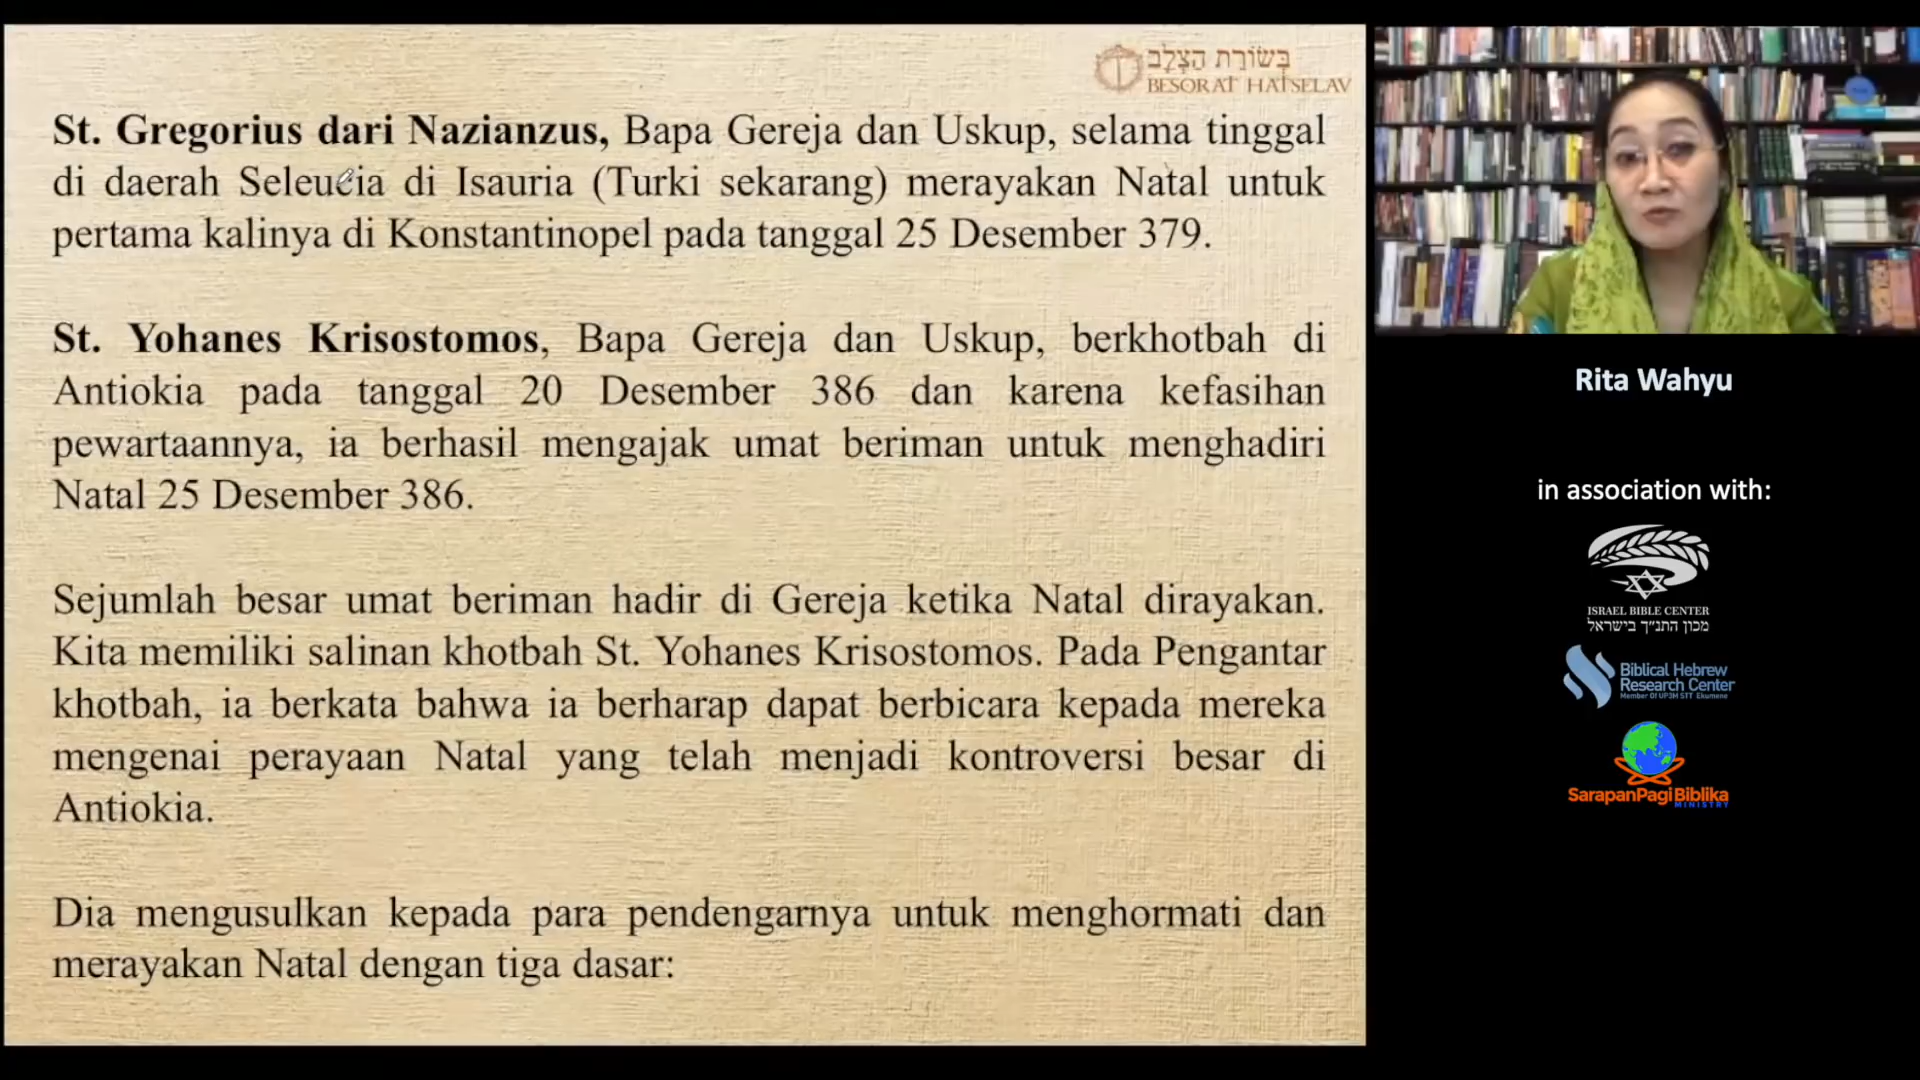 בְּשׂוֹרַת הַצְּלָב
BESORAT HATSELAV
St. Gregorius dari Nazianzus, Bapa Gereja dan Uskup, selama tinggal
di daerah Seleucia di Isauria (Turki sekarang) merayakan Natal untuk
pertama kalinya di Konstantinopel pada tanggal 25 Desember 379.
St. Yohanes Krisostomos, Bapa Gereja dan Uskup, berkhotbah di
Antiokia pada tanggal 20 Desember 386 dan karena kefasihan
pewartaannya, ia berhasil mengajak umat beriman untuk menghadiri
Natal 25 Desember 386.
Sejumlah besar umat beriman hadir di Gereja ketika Natal dirayakan.
Kita memiliki salinan khotbah St. Yohanes Krisostomos. Pada Pengantar
khotbah, ia berkata bahwa ia berharap dapat berbicara kepada mereka
mengenai perayaan Natal yang telah menjadi kontroversi besar di
Antiokia.
Dia mengusulkan kepada para pendengarnya untuk menghormati dan
merayakan Natal dengan tiga dasar:
Rita Wahyu
in association with:
ISRAEL BIBLE CENTER
מכון התנ"ך בישראל
Biblical Hebrew
Research Center
Member Of UP3M STT Ekumene
SarapanPagi Biblika
MINISTRY